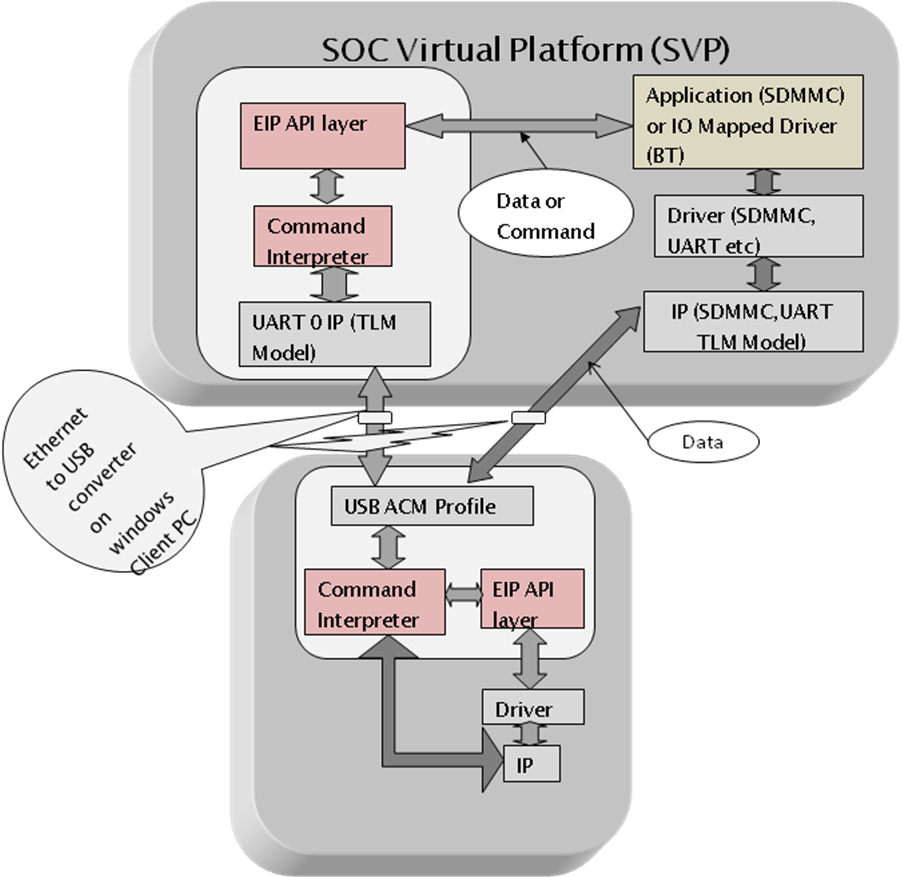 SOC Virtual Platform (SVP)
EIP API layer
Application (SDMMC)
or IO Mapped Driver
(BT)
Data or
Command
Command
Interpreter
Driver (SDMMC,
UART etc)
UART 0 IP (TLM
Model)
IP (SDMMC,UART
TLM Model)
Ethernet
to USB
converter
on
windows
Client PC
Data
USB ACM Profile
Command
Interpreter
EIP API
layer
Driver
IP